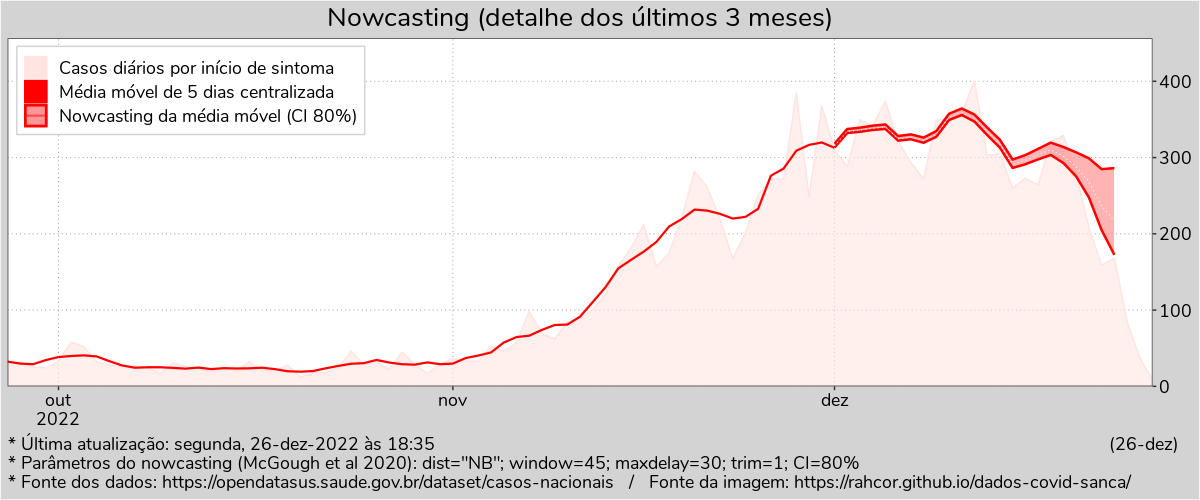 Nowcasting (detalhe dos últimos 3 meses)
Casos diários por início de sintoma
Média móvel de 5 dias centralizada
Nowcasting da média móvel (CI 80%)
400
300
200
100
0
out
2022
nov
dez
* Última atualização: segunda, 26-dez-2022 às 18:35
(26-dez)
* Parâmetros do nowcasting (McGough et al 2020): dist="NB"; window=45; maxdelay=30; trim=1; CI=80%
* Fonte dos dados: https://opendatasus.saude.gov.br/dataset/casos-nacionais / Fonte da imagem: https://rahcor.github.io/dados-covid-sanca/